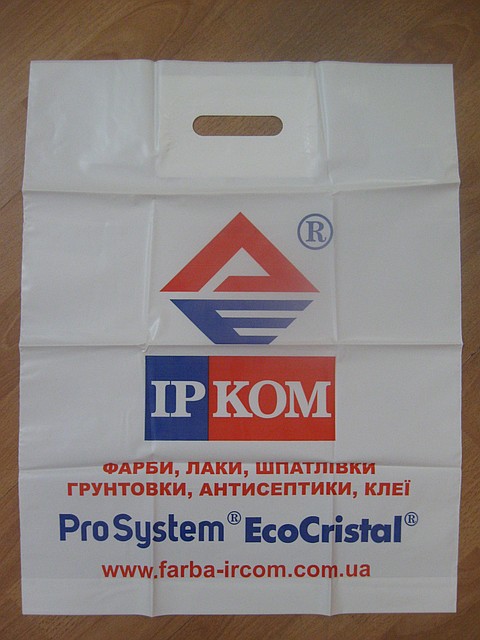 ®
ІРКОМ
ФАРБИ, ЛАКИ, ШПАТЛІВКИ
ГРУНТОВКИ, АНТИСЕПТИКИ, КЛЕЇ
ProSystem® EcoCristal®
www.farba-ircom.com.ua